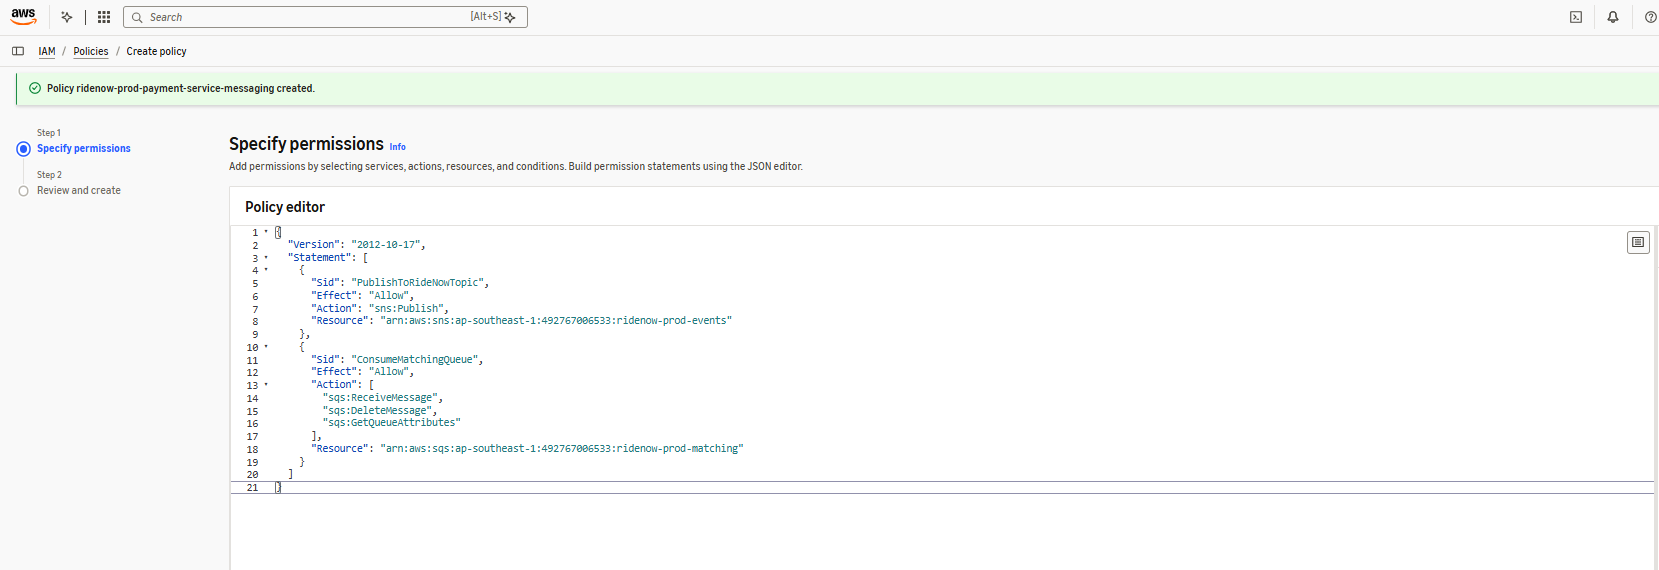 aws
Search [Alt+S]
IAM / Policies / Create policy
Policy ridenow-prod-payment-service-messaging created.
Step 1
Specify permissions
Step 2
Review and create
Specify permissions Info
Add permissions by selecting services, actions, resources, and conditions. Build permission statements using the JSON editor.
Policy editor
1 {
2 "Version": "2012-10-17",
3 "Statement": [
4 {
5 "Sid": "PublishToRideNowTopic",
6 "Effect": "Allow",
7 "Action": "sns:Publish",
8 "Resource": "arn:aws:sns:ap-southeast-1:492767006533:ridenow-prod-events"
9 },
10 {
11 "Sid": "ConsumeMatchingQueue",
12 "Effect": "Allow",
13 "Action": [
14 "sqs:ReceiveMessage",
15 "sqs:DeleteMessage",
16 "sqs:GetQueueAttributes"
17 ],
18 "Resource": "arn:aws:sqs:ap-southeast-1:492767006533:ridenow-prod-matching"
19 }
20 ]
21 }